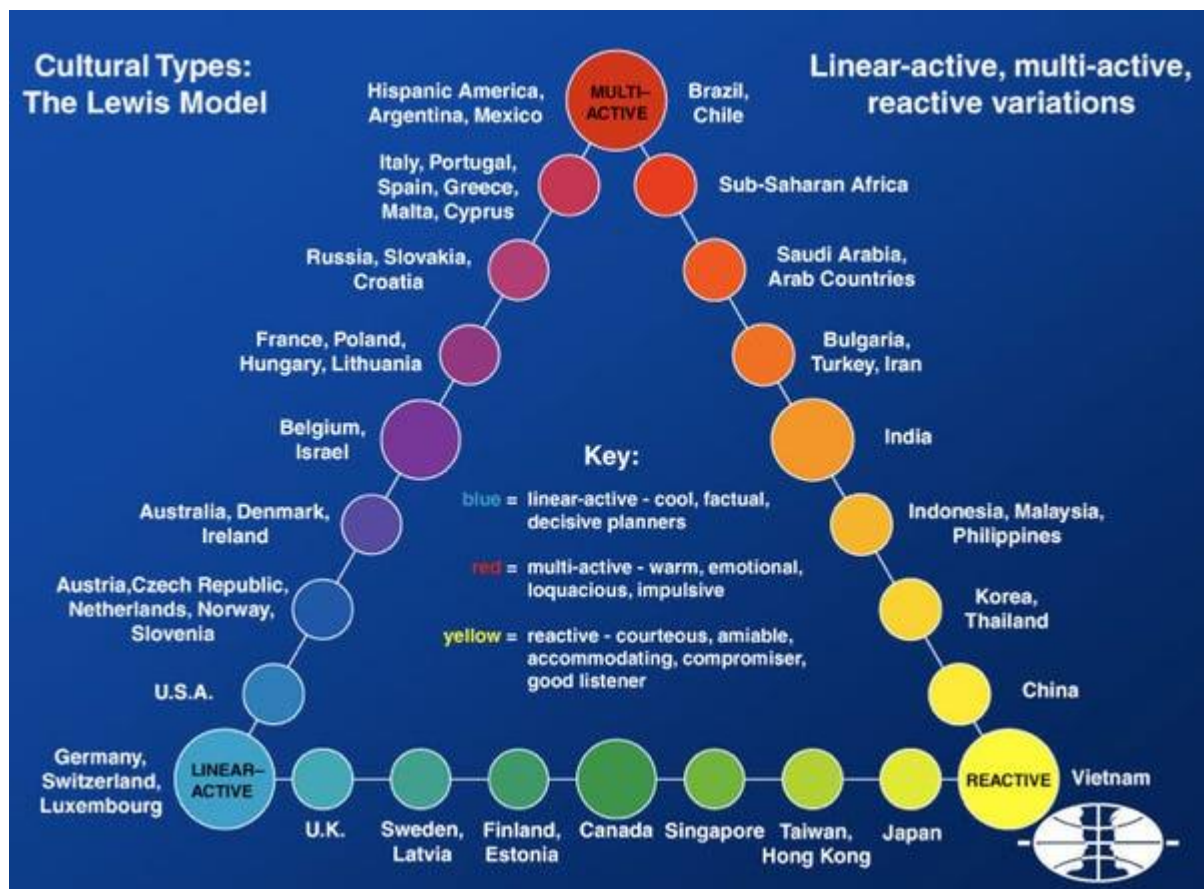 Cultural Types:
The Lewis Model
Linear-active, multi-active,
reactive variations
MULTI–
ACTIVE
Hispanic America,
Argentina, Mexico
Brazil,
Chile
Italy, Portugal,
Spain, Greece,
Malta, Cyprus
Sub-Saharan Africa
Russia, Slovakia,
Croatia
Saudi Arabia,
Arab Countries
France, Poland,
Hungary, Lithuania
Bulgaria,
Turkey, Iran
Belgium,
Israel
India
Australia, Denmark,
Ireland
Indonesia, Malaysia,
Philippines
Austria,Czech Republic,
Netherlands, Norway,
Slovenia
Korea,
Thailand
U.S.A.
China
Key:
blue = linear-active - cool, factual,
decisive planners
red = multi-active - warm, emotional,
loquacious, impulsive
yellow = reactive - courteous, amiable,
accommodating, compromiser,
good listener
Germany,
Switzerland,
Luxembourg
LINEAR–
ACTIVE
U.K.
Sweden,
Latvia
Finland,
Estonia
Canada
Singapore
Taiwan,
Hong Kong
Japan
REACTIVE
Vietnam